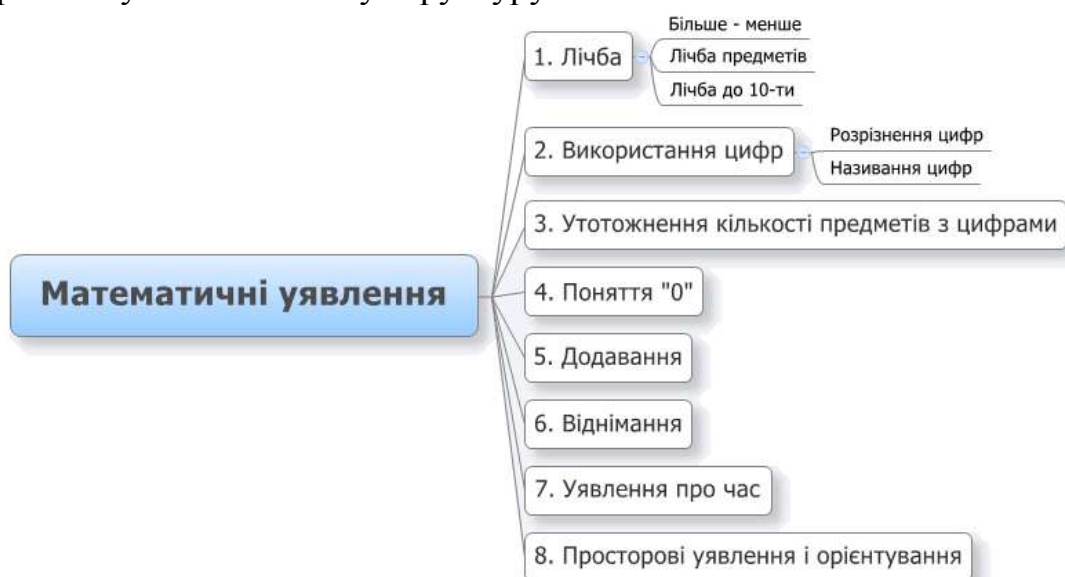 Математичні уявлення
1. Лічба
Більше - менше
Лічба предметів
Лічба до 10-ти
2. Використання цифр
Розрізнення цифр
Називання цифр
3. Утотожнення кількості предметів з цифрами
4. Поняття "0"
5. Додавання
6. Віднімання
7. Уявлення про час
8. Просторові уявлення і орієнтування